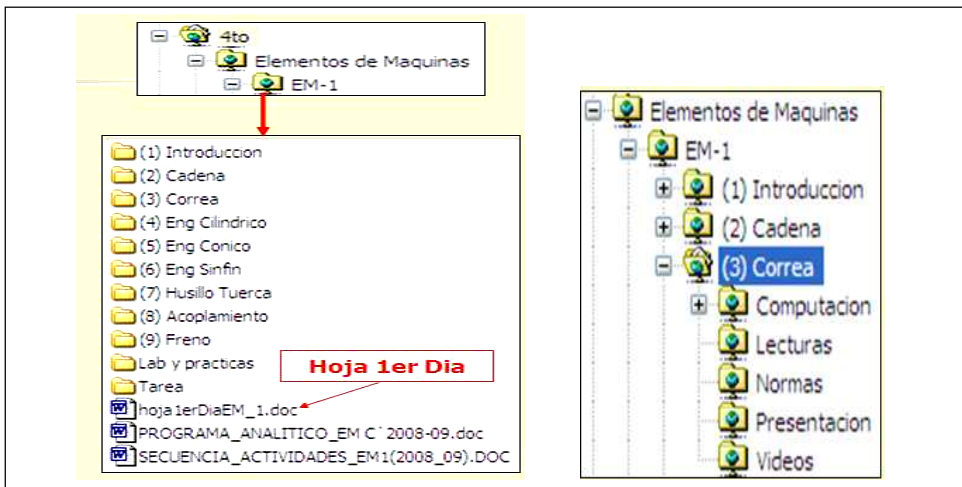 4to
Elementos de Maquinas
EM-1
(1) Introduccion
(2) Cadena
(3) Correa
(4) Eng Cilindrico
(5) Eng Conico
(6) Eng Sinfin
(7) Husillo Tuerca
(8) Acoplamiento
(9) Freno
Lab y practicas
Tarea
Hoja 1er Dia
hoja1erDiaEM_1.doc
PROGRAMA_ANALITICO_EM C`2008-09.doc
SECUENCIA_ACTIVIDADES_EM1(2008_09).DOC
Elementos de Maquinas
EM-1
(1) Introduccion
(2) Cadena
(3) Correa
Computacion
Lecturas
Normas
Presentacion
Videos